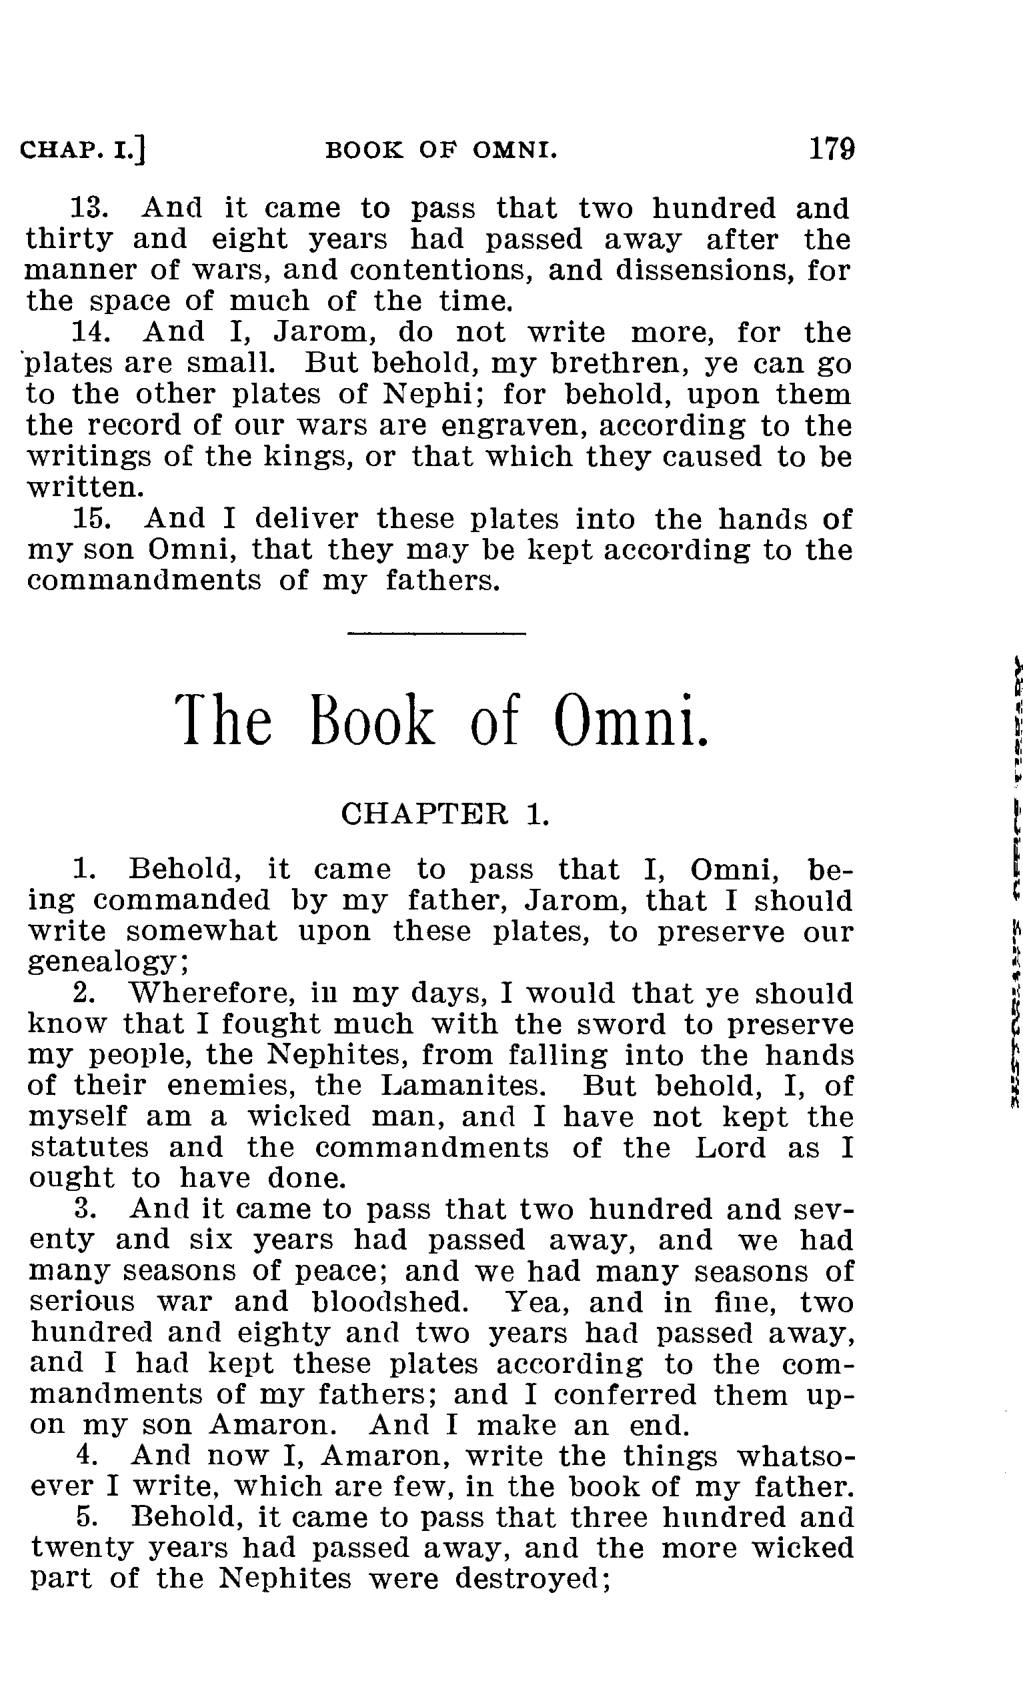 CHAP. I.] BOOK OF OMNI. 179
13. And it came to pass that two hundred and
thirty and eight years had passed away after the
manner of wars, and contentions, and dissensions, for
the space of much of the time.
14. And I, Jarom, do not write more, for the
plates are small. But behold, my brethren, ye can go
to the other plates of Nephi; for behold, upon them
the record of our wars are engraven, according to the
writings of the kings, or that which they caused to be
written.
15. And I deliver these plates into the hands of
my son Omni, that they may be kept according to the
commandments of my fathers.
The Book of Omni.
CHAPTER 1.
1. Behold, it came to pass that I, Omni, be-
ing commanded by my father, Jarom, that I should
write somewhat upon these plates, to preserve our
genealogy;
2. Wherefore, in my days, I would that ye should
know that I fought much with the sword to preserve
my people, the Nephites, from falling into the hands
of their enemies, the Lamanites. But behold, I, of
myself am a wicked man, and I have not kept the
statutes and the commandments of the Lord as I
ought to have done.
3. And it came to pass that two hundred and sev-
enty and six years had passed away, and we had
many seasons of peace; and we had many seasons of
serious war and bloodshed. Yea, and in fine, two
hundred and eighty and two years had passed away,
and I had kept these plates according to the com-
mandments of my fathers; and I conferred them up-
on my son Amaron. And I make an end.
4. And now I, Amaron, write the things whatso-
ever I write, which are few, in the book of my father.
5. Behold, it came to pass that three hundred and
twenty years had passed away, and the more wicked
part of the Nephites were destroyed;